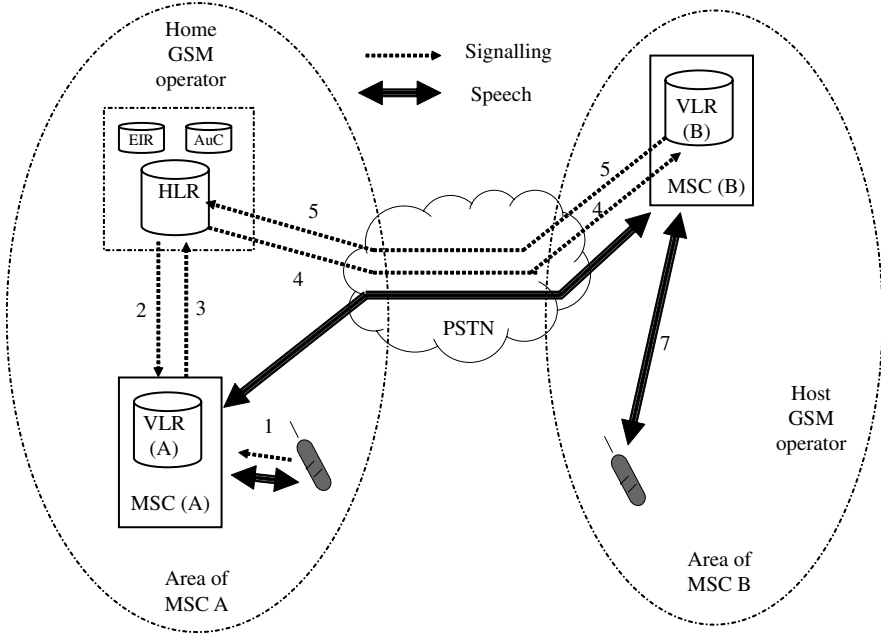 Home
GSM
operator
Signalling
Speech
EIR
AuC
HLR
VLR
(B)
MSC (B)
5
4
5
4
2
3
PSTN
7
1
VLR
(A)
MSC (A)
Host
GSM
operator
Area of
MSC A
Area of
MSC B